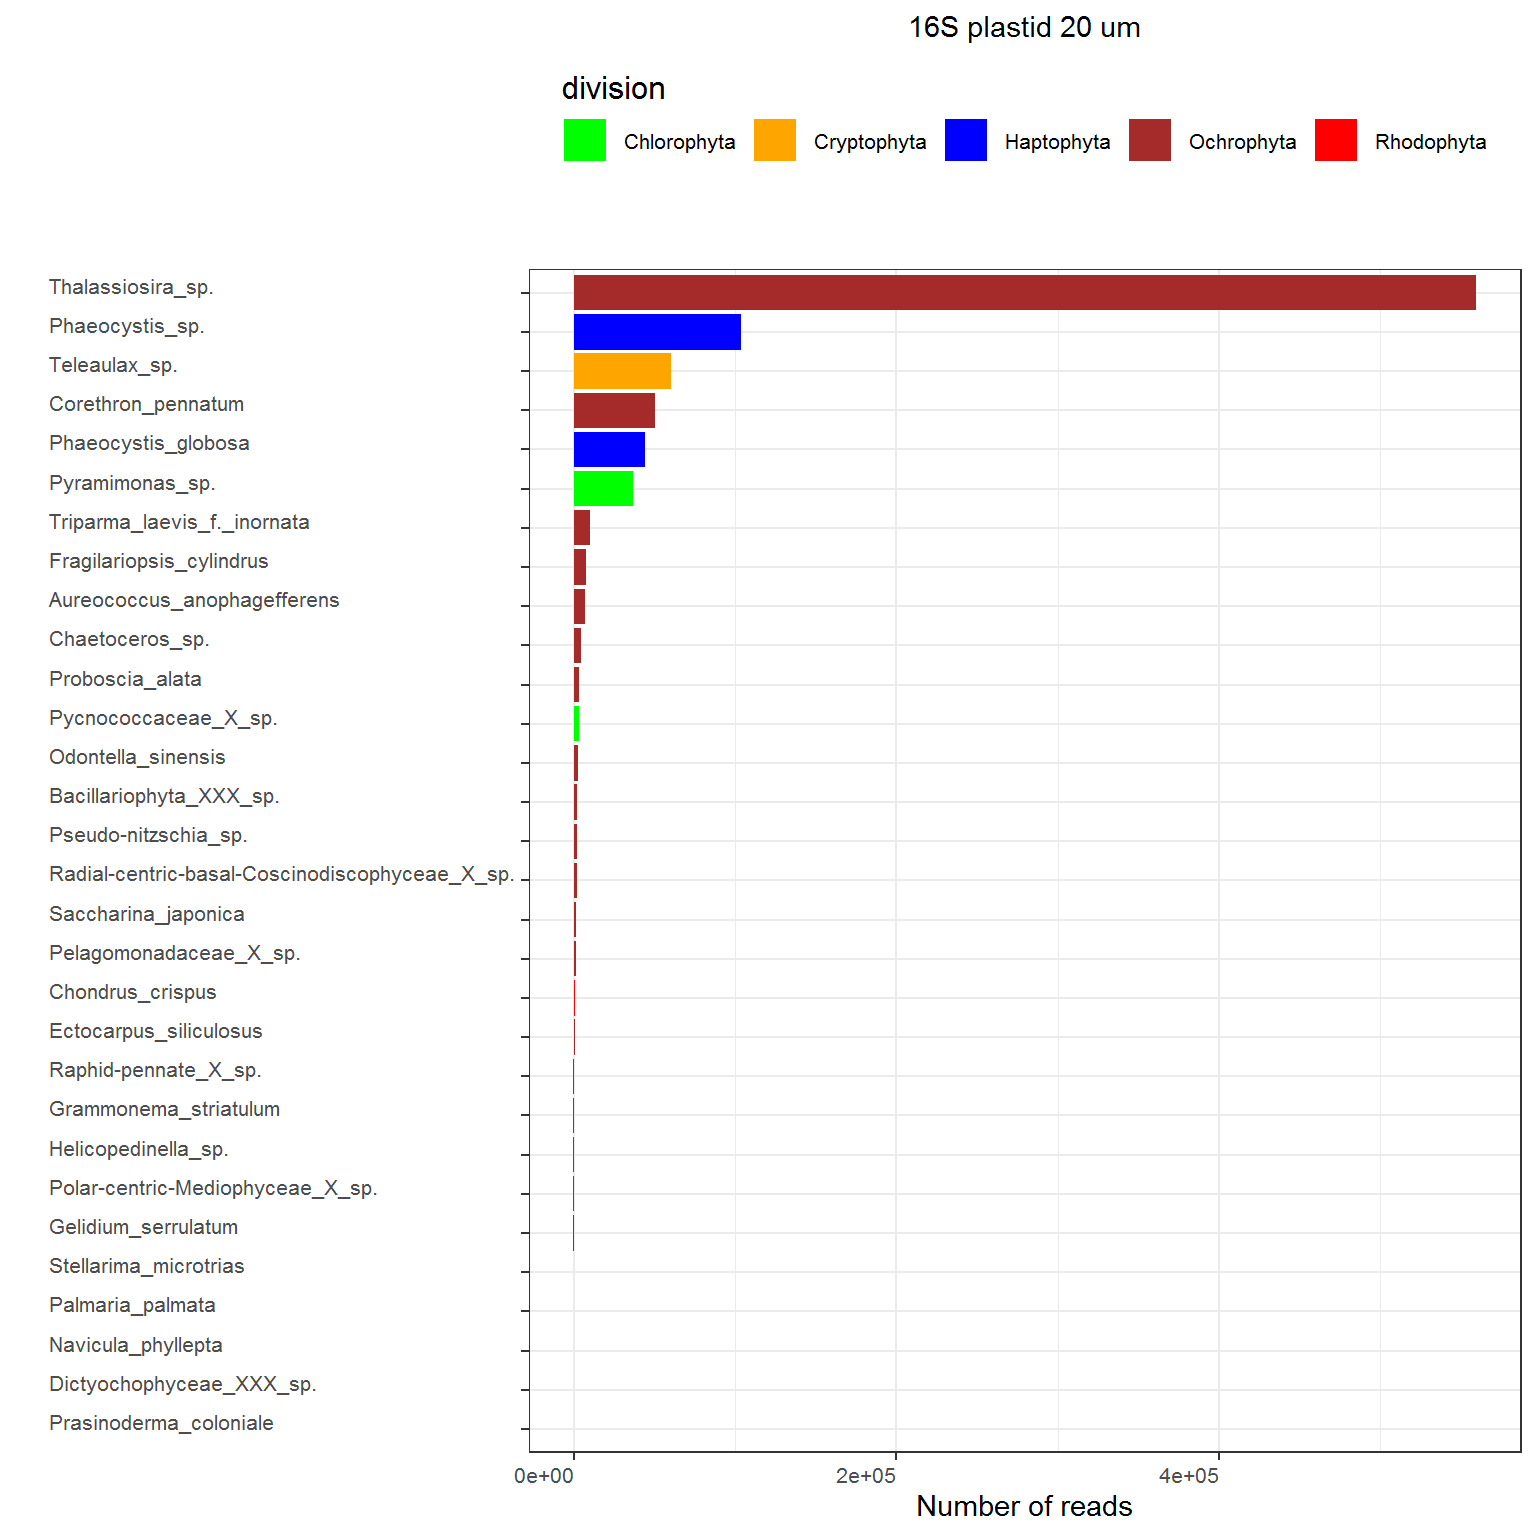 16S plastid 20 um
division
Chlorophyta Cryptophyta Haptophyta Ochrophyta Rhodophyta
Thalassiosira_sp.
Phaeocystis_sp.
Teleaulax_sp.
Corethron_pennatum
Phaeocystis_globosa
Pyramimonas_sp.
Triparma_laevis_f._inornata
Fragilariopsis_cylindrus
Aureococcus_anophagefferens
Chaetoceros_sp.
Proboscia_alata
Pycnococcaceae_X_sp.
Odontella_sinensis
Bacillariophyta_XXX_sp.
Pseudo-nitzschia_sp.
Radial-centric-basal-Coscinodiscophyceae_X_sp.
Saccharina_japonica
Pelagomonadaceae_X_sp.
Chondrus_crispus
Ectocarpus_siliculosus
Raphid-pennate_X_sp.
Grammonema_striatulum
Helicopedinella_sp.
Polar-centric-Mediophyceae_X_sp.
Gelidium_serrulatum
Stellarima_microtrias
Palmaria_palmata
Navicula_phyllepta
Dictyochophyceae_XXX_sp.
Prasinoderma_coloniale
0e+00 2e+05 4e+05
Number of reads